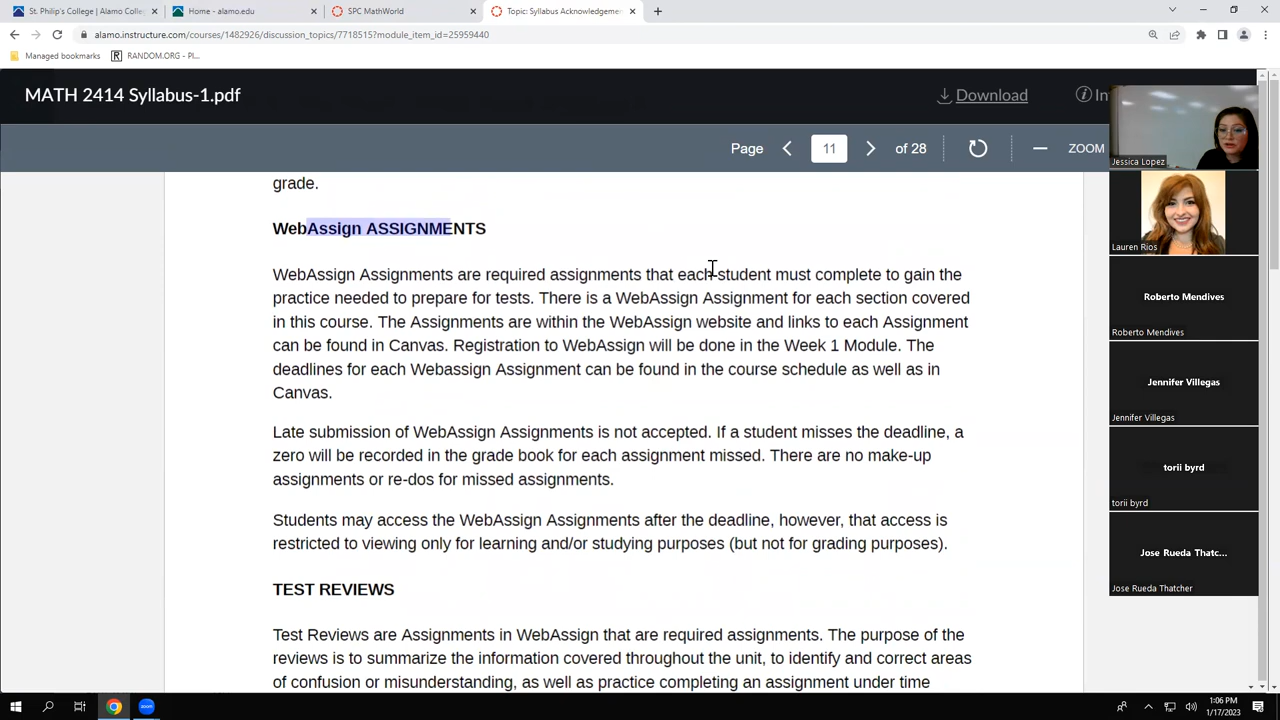 St. Philip's College | Alamo Colle
Home - alamo.edu
SPC MathWorld
Topic: Syllabus Acknowledgeme
alamo.instructure.com/courses/1482926/discussion_topics/7718515?module_item_id=25959440
Managed bookmarks
RANDOM.ORG - Pl...
MATH 2414 Syllabus-1.pdf
Download
In
Page 11 of 28
ZOOM
grade.
WebAssign ASSIGNMENTS
WebAssign Assignments are required assignments that each student must complete to gain the
practice needed to prepare for tests. There is a WebAssign Assignment for each section covered
in this course. The Assignments are within the WebAssign website and links to each Assignment
can be found in Canvas. Registration to WebAssign will be done in the Week 1 Module. The
deadlines for each Webassign Assignment can be found in the course schedule as well as in
Canvas.
Late submission of WebAssign Assignments is not accepted. If a student misses the deadline, a
zero will be recorded in the grade book for each assignment missed. There are no make-up
assignments or re-dos for missed assignments.
Students may access the WebAssign Assignments after the deadline, however, that access is
restricted to viewing only for learning and/or studying purposes (but not for grading purposes).
TEST REVIEWS
Test Reviews are Assignments in WebAssign that are required assignments. The purpose of the
reviews is to summarize the information covered throughout the unit, to identify and correct areas
of confusion or misunderstanding, as well as practice completing an assignment under time
Jessica Lopez
Lauren Rios
Roberto Mendives
Roberto Mendives
Jennifer Villegas
Jennifer Villegas
torii byrd
torii byrd
Jose Rueda Thatc...
Jose Rueda Thatcher
1:06 PM
1/17/2023